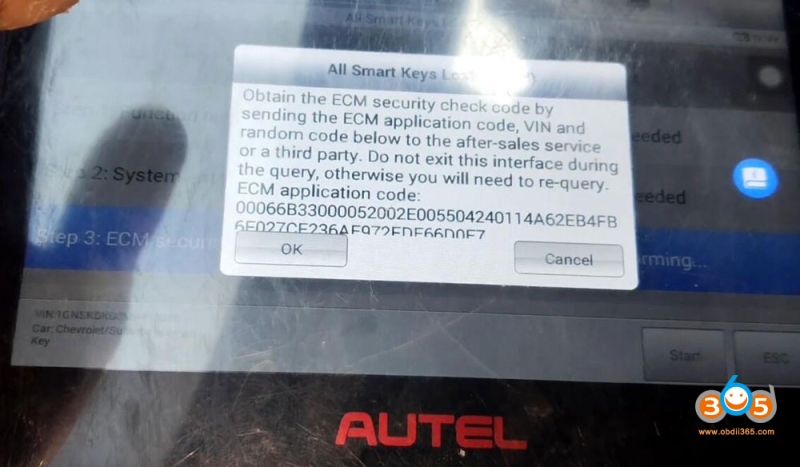 All Smart Keys
Obtain the ECM security check code by
sending the ECM application code, VIN and
random code below to the after-sales service
or a third party. Do not exit this interface during
the query, otherwise you will need to re-query.
ECM application code:
00066B33000052002E005504240114A62EB4FB
6F027CE236AF972EDF66D0F7
OK
Cancel
2: System
eeded
eeded
Step 3: ECM secur
rming...
Car: Chevrolet/Su
Key
Start
ESC
AUTEL
365
www.obdii365.com